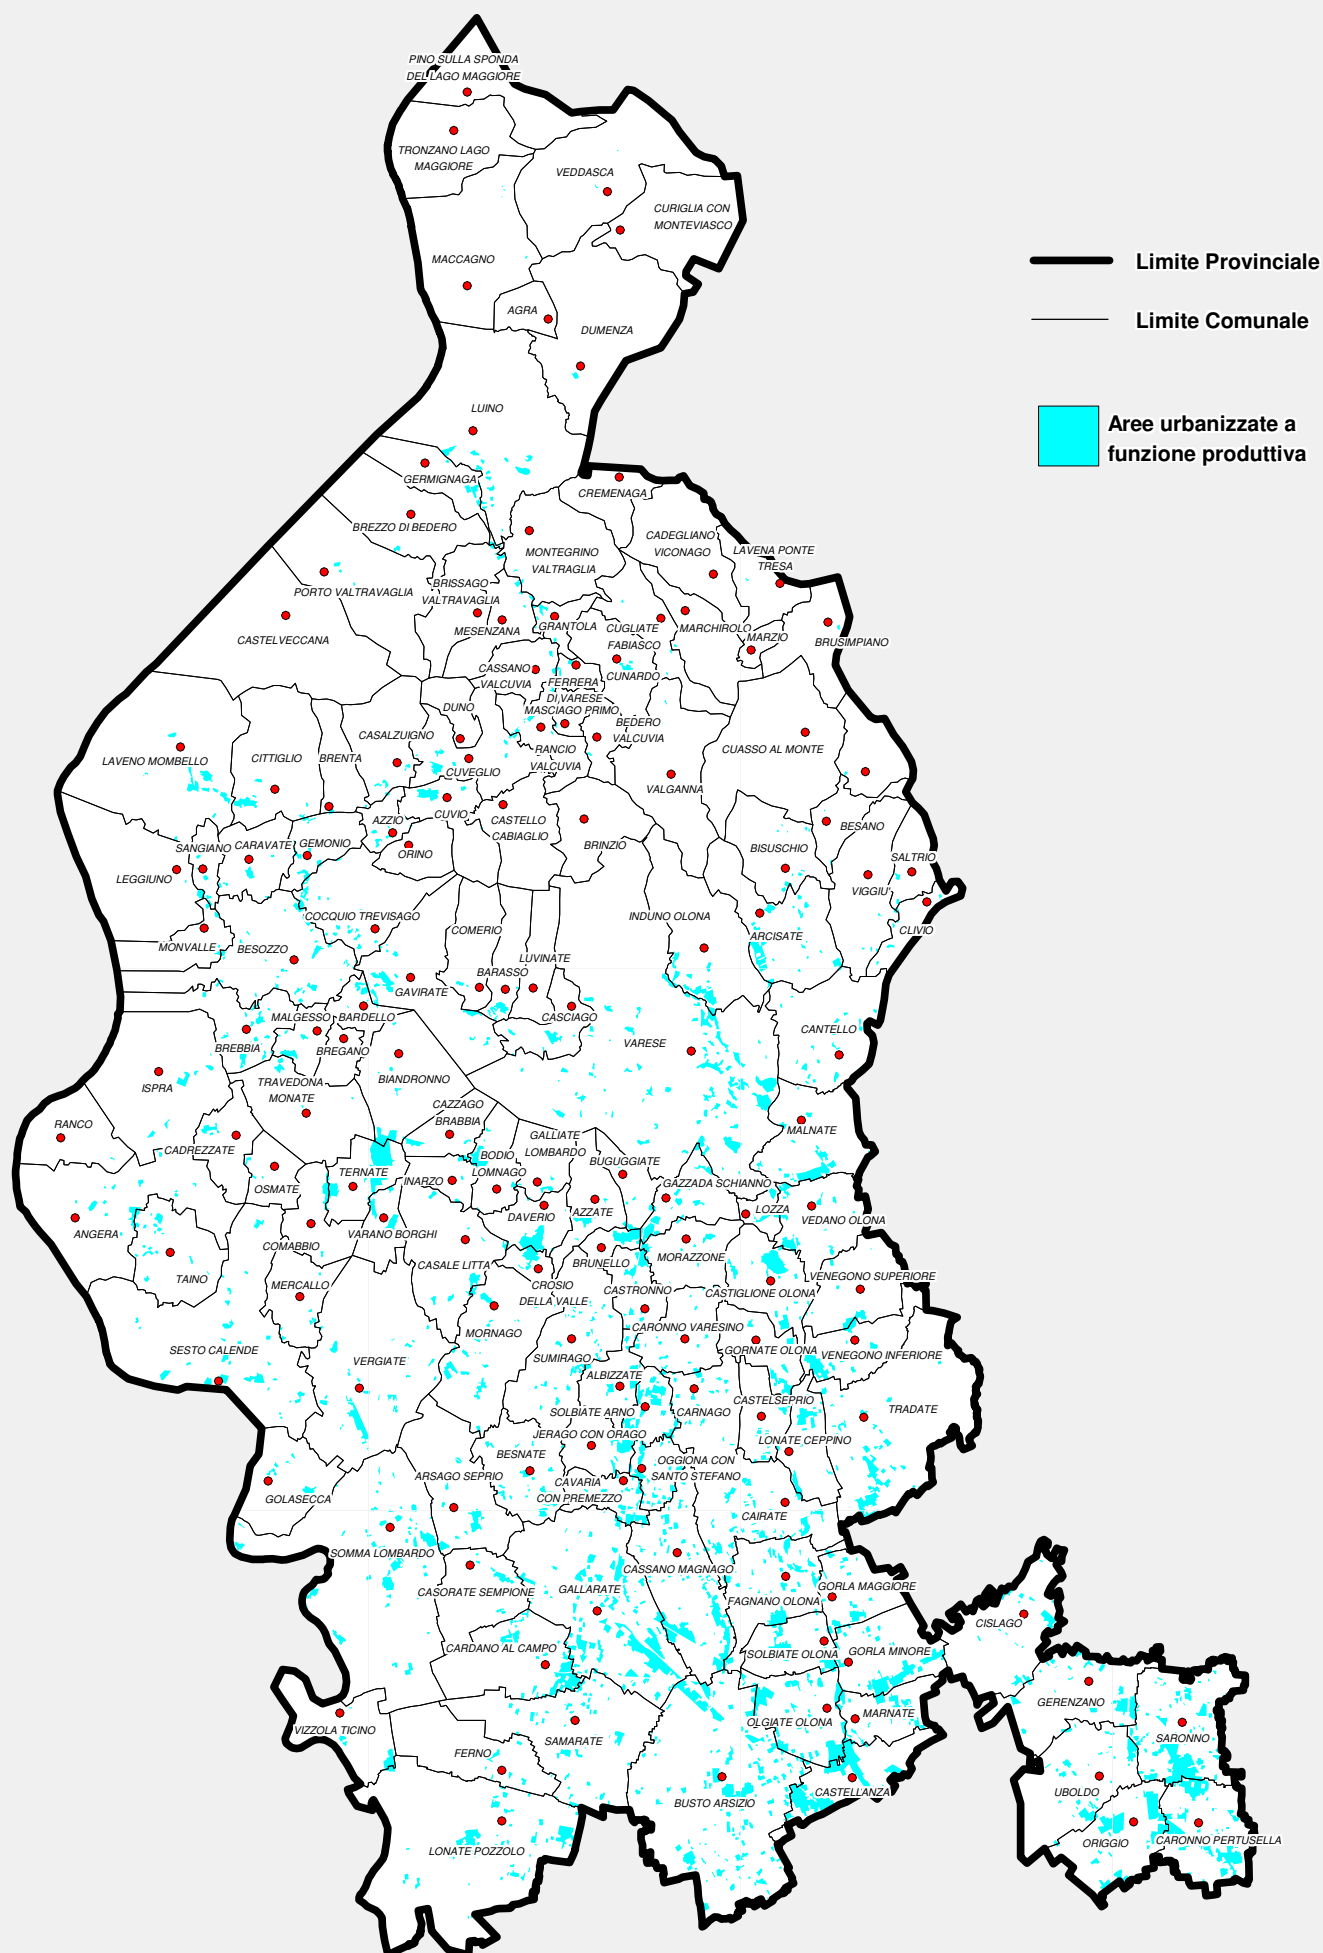 PINO SULLA SPONDA
DEL LAGO MAGGIORE
TRONZANO LAGO
MAGGIORE
VEDDASCA
CURIGLIA CON
MONTEVIASCO
MACCAGNO
AGRA
DUMENZA
Limite Provinciale
Limite Comunale
Aree urbanizzate a
funzione produttiva
LUINO
GERMIGNAGA
CREMENAGA
BREZZO DI BEDERO
MONTEGRINO
VALTRAGLIA
CADEGLIANO
VICONAGO
LAVENA PONTE
TRESA
PORTO VALTRAVAGLIA
BRISSAGO
VALTRAVAGLIA
CASTELVECCANA
MESENZANA
GRANTOLA
CUGLIATE
FABIASCO
MARCHIROLO
MARZIO
BRUSIMPIANO
CASSANO
VALCUVIA
FERRERA
DI VARESE
CUNARDO
MASCIAGO PRIMO
DUNO
BEDERO
VALCUVIA
CASALZUIGNO
RANCIO
VALCUVIA
CUASSO AL MONTE
LAVENO MOMBELLO
CITTIGLIO
BRENTA
CUVEGLIO
VALGANNA
AZZIO
CUVIO
CASTELLO
CABIAGLIO
BRINZIO
BISUSCHIO
BESANO
SANGIANO
CARAVATE
GEMONIO
ORINO
SALTRIO
LEGGIUNO
VIGGIU'
COCQUIO TREVISAGO
COMERIO
INDUNO OLONA
ARCISATE
CLIVIO
MONVALLE
BESOZZO
LUVINATE
BARASSO
GAVIRATE
MALGESSO
BARDELLO
CASCIAGO
CANTELLO
BREBBIA
BREGANO
VARESE
BIANDRONNO
ISPRA
TRAVEDONA
MONATE
CAZZAGO
BRABBIA
RANCO
MALNATE
CADREZZATE
GALLIATE
LOMBARDO
BODIO
LOMNAGO
BUGUGGIATE
OSMATE
TERNATE
INARZO
GAZZADA SCHIANNO
AZZATE
LOZZA
DAVERIO
VEDANO OLONA
ANGERA
COMABBIO
VARANO BORGHI
TAINO
CASALE LITTA
BRUNELLO
MORAZZONE
MERCALLO
CROSIO
DELLA VALLE
CASTRONNO
CASTIGLIONE OLONA
VENEGONO SUPERIORE
MORNAGO
CARONNO VARESINO
SESTO CALENDE
VERGIATE
SUMIRAGO
GORNATE OLONA
VENEGONO INFERIORE
ALBIZZATE
SOLBIATE ARNO
CARNAGO
CASTELSEPRIO
TRADATE
JERAGO CON ORAGO
LONATE CEPPINO
BESNATE
OGGIONA CON
SANTO STEFANO
ARSAGO SEPRIO
CAVARIA
CON PREMEZZO
GOLASECCA
CAIRATE
SOMMA LOMBARDO
CASSANO MAGNAGO
CASORATE SEMPIONE
GALLARATE
FAGNANO OLONA
GORLA MAGGIORE
CISLAGO
CARDANO AL CAMPO
SOLBIATE OLONA
GORLA MINORE
GERENZANO
VIZZOLA TICINO
OLGIATE OLONA
MARNATE
SAMARATE
SARONNO
FERNO
UBOLDO
CASTELLANZA
BUSTO ARSIZIO
ORIGGIO
CARONNO PERTUSELLA
LONATE POZZOLO